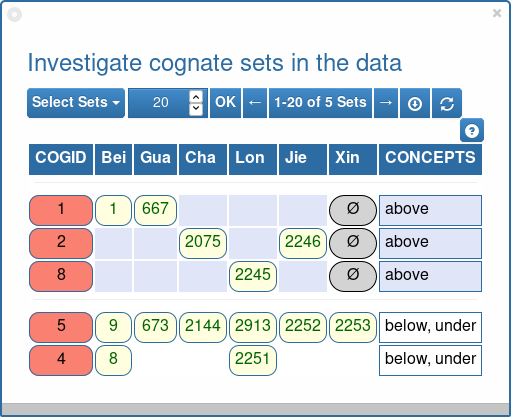 Investigate cognate sets in the data
Select Sets 20 OK ← 1-20 of 5 Sets →
?
COGID Bei Gua Cha Lon Jie Xin CONCEPTS
1 1 667 Ø above
2 2075 2246 Ø above
8 2245 Ø above
5 9 673 2144 2913 2252 2253 below, under
4 8 2251 below, under